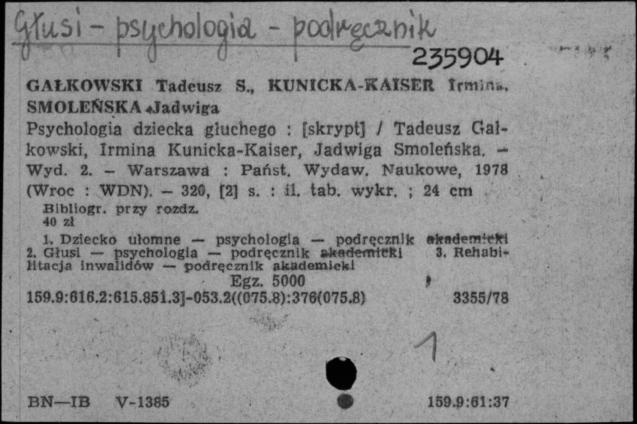 Głusi - psychologia - podręcznik
235904
GAŁKOWSKI Tadeusz S., KUNICKA-KAISER Irmina,
SMOLEŃSKA Jadwiga
Psychologia dziecka głuchego : [skrypt] / Tadeusz Gał-
kowski, Irmina Kunicka-Kaiser, Jadwiga Smoleńska. —
Wyd. 2. — Warszawa : Państ. Wydaw. Naukowe, 1978
(Wroc : WDN). — 320, [2] s. : il. tab. wykr. ; 24 cm
Bibliogr. przy rozdz.
40 zł
1. Dziecko ułomne — psychologia — podręcznik akademicki
2. Głusi — psychologia — podręcznik akademicki 3. Rehabi-
litacja inwalidów — podręcznik akademicki
Egz. 5000
159.9:616.2:615.851.3]-053.2((075.8):376(075.8) 3355/78
1
BN—IB V-1385 159.9:61:37